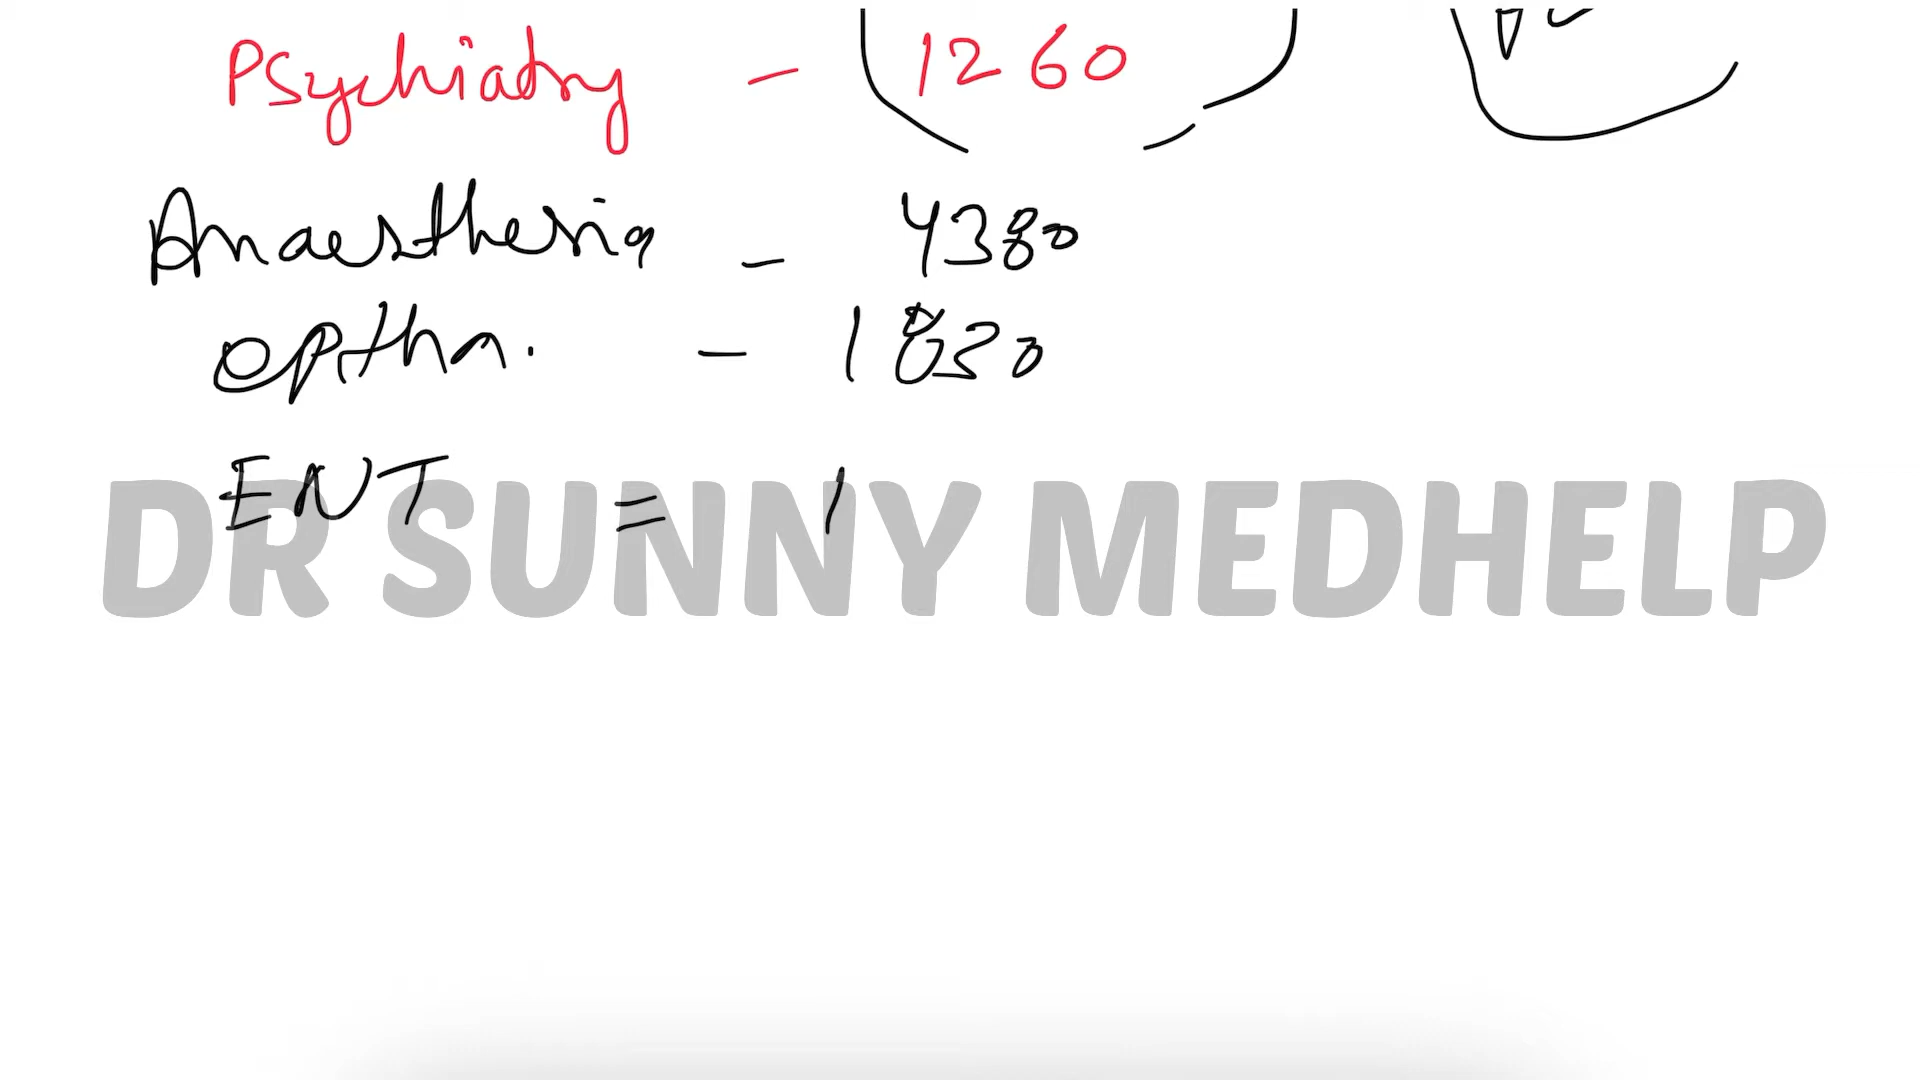 Psychiatry - 1260
Anaesthesia - 4380
Optha. - 1830
ENT = 1
DR SUNNY MEDHELP